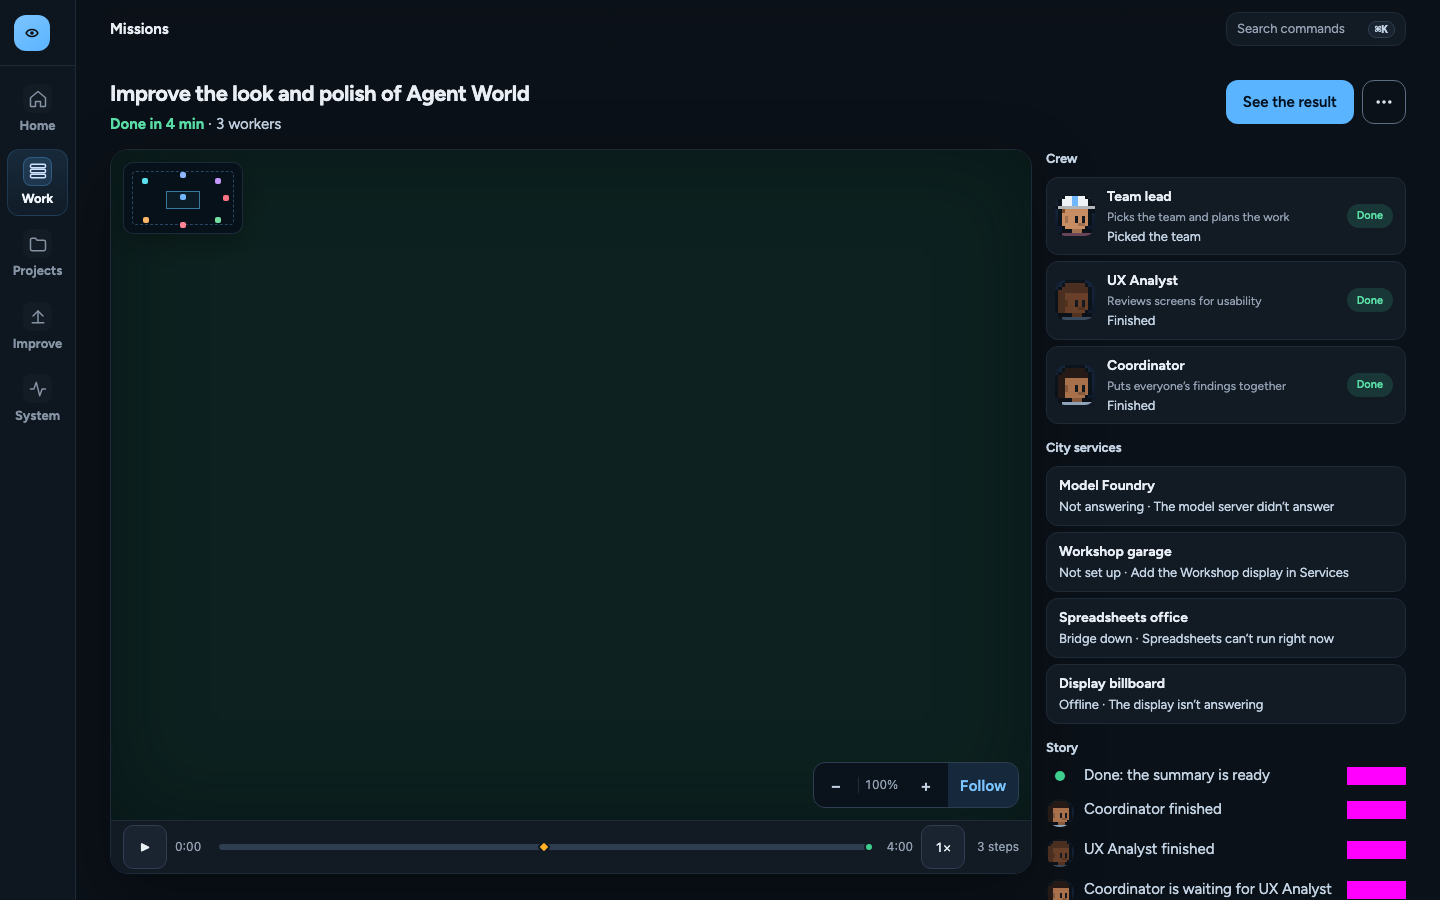 Missions
Search commands
⌘K
Home
Work
Projects
Improve
System
Improve the look and polish of Agent World
Done in 4 min · 3 workers
See the result
100%
Follow
0:00
4:00
1×
3 steps
Crew
Team lead
Picks the team and plans the work
Picked the team
Done
UX Analyst
Reviews screens for usability
Finished
Done
Coordinator
Puts everyone’s findings together
Finished
Done
City services
Model Foundry
Not answering · The model server didn’t answer
Workshop garage
Not set up · Add the Workshop display in Services
Spreadsheets office
Bridge down · Spreadsheets can’t run right now
Display billboard
Offline · The display isn’t answering
Story
Done: the summary is ready
Coordinator finished
UX Analyst finished
Coordinator is waiting for UX Analyst